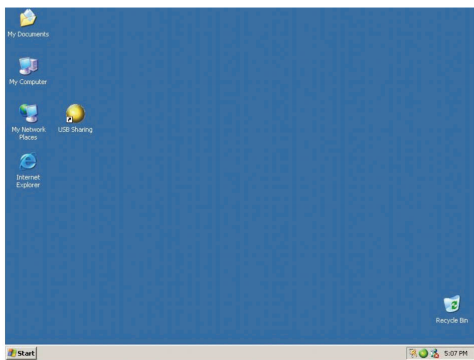 My Documents
My Computer
My Network
Places
USB Sharing
Internet
Explorer
Recycle Bin
Start
5:07 PM